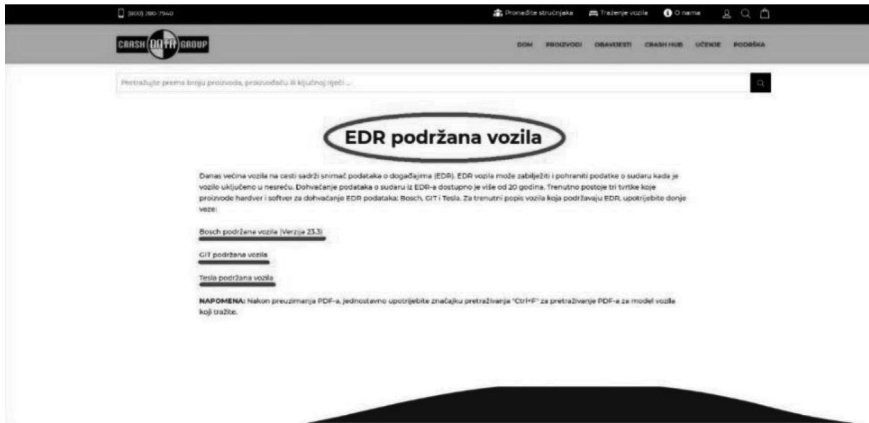 (800) 280-7940
Pronađite stručnjaka Traženje vozila O nama
CRASH DATA GROUP
DOM PROIZVODI OBAVIJESTI CRASH HUB UČENJE PODRŠKA
Pretražujte prema broju proizvoda, proizvođaču ili ključnoj riječi ...
EDR podržana vozila
Danas većina vozila na cesti sadrži snimač podataka o događajima (EDR). EDR vozila može zabilježiti i pohraniti podatke o sudaru kada je
vozilo uključeno u nesreću. Dohvaćanje podataka o sudaru iz EDR-a dostupno je više od 20 godina. Trenutno postoje tri tvrtke koje
proizvode hardver i softver za dohvaćanje EDR podataka: Bosch, GIT i Tesla. Za trenutni popis vozila koja podržavaju EDR, upotrijebite donje
veze:
Bosch podržana vozila (Verzija 23.3)
GIT podržana vozila
Tesla podržana vozila
NAPOMENA: Nakon preuzimanja PDF-a, jednostavno upotrijebite značajku pretraživanja "Ctrl+F" za pretraživanje PDF-a za model vozila
koji tražite.